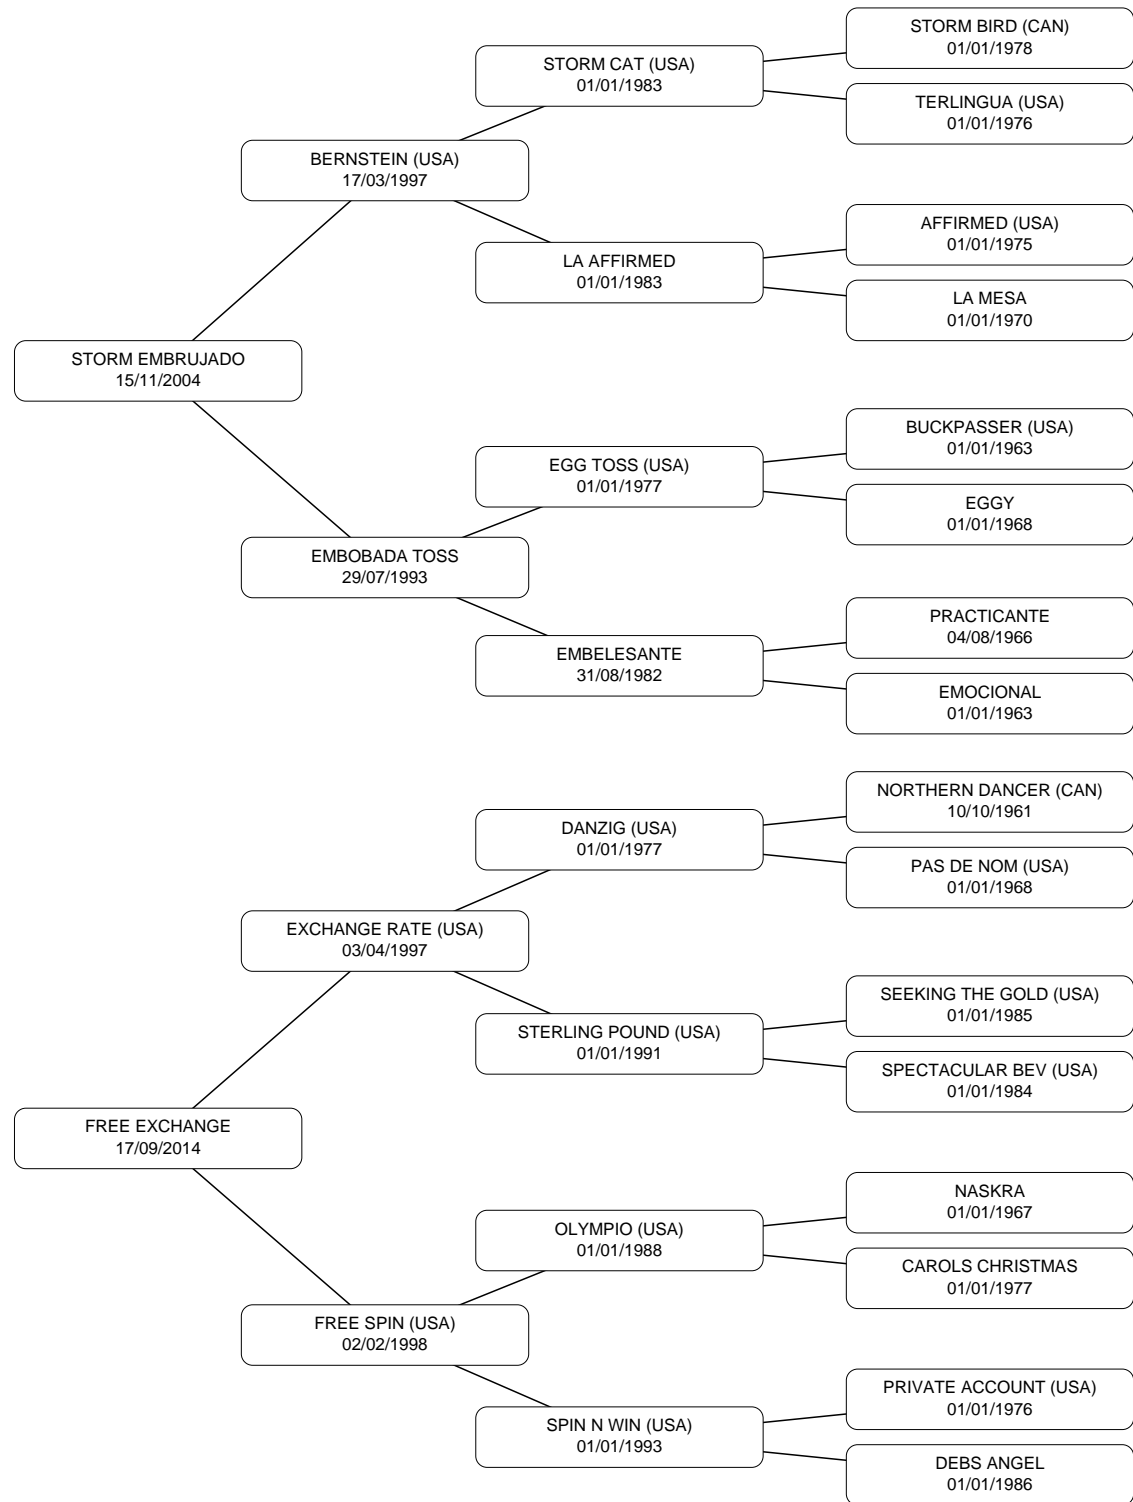 STORM BIRD (CAN)
01/01/1978
STORM CAT (USA)
01/01/1983
TERLINGUA (USA)
01/01/1976
BERNSTEIN (USA)
17/03/1997
AFFIRMED (USA)
01/01/1975
LA AFFIRMED
01/01/1983
LA MESA
01/01/1970
STORM EMBRUJADO
15/11/2004
BUCKPASSER (USA)
01/01/1963
EGG TOSS (USA)
01/01/1977
EGGY
01/01/1968
EMBOBADA TOSS
29/07/1993
PRACTICANTE
04/08/1966
EMBELESANTE
31/08/1982
EMOCIONAL
01/01/1963
NORTHERN DANCER (CAN)
10/10/1961
DANZIG (USA)
01/01/1977
PAS DE NOM (USA)
01/01/1968
EXCHANGE RATE (USA)
03/04/1997
SEEKING THE GOLD (USA)
01/01/1985
STERLING POUND (USA)
01/01/1991
SPECTACULAR BEV (USA)
01/01/1984
FREE EXCHANGE
17/09/2014
NASKRA
01/01/1967
OLYMPIO (USA)
01/01/1988
CAROLS CHRISTMAS
01/01/1977
FREE SPIN (USA)
02/02/1998
PRIVATE ACCOUNT (USA)
01/01/1976
SPIN N WIN (USA)
01/01/1993
DEBS ANGEL
01/01/1986